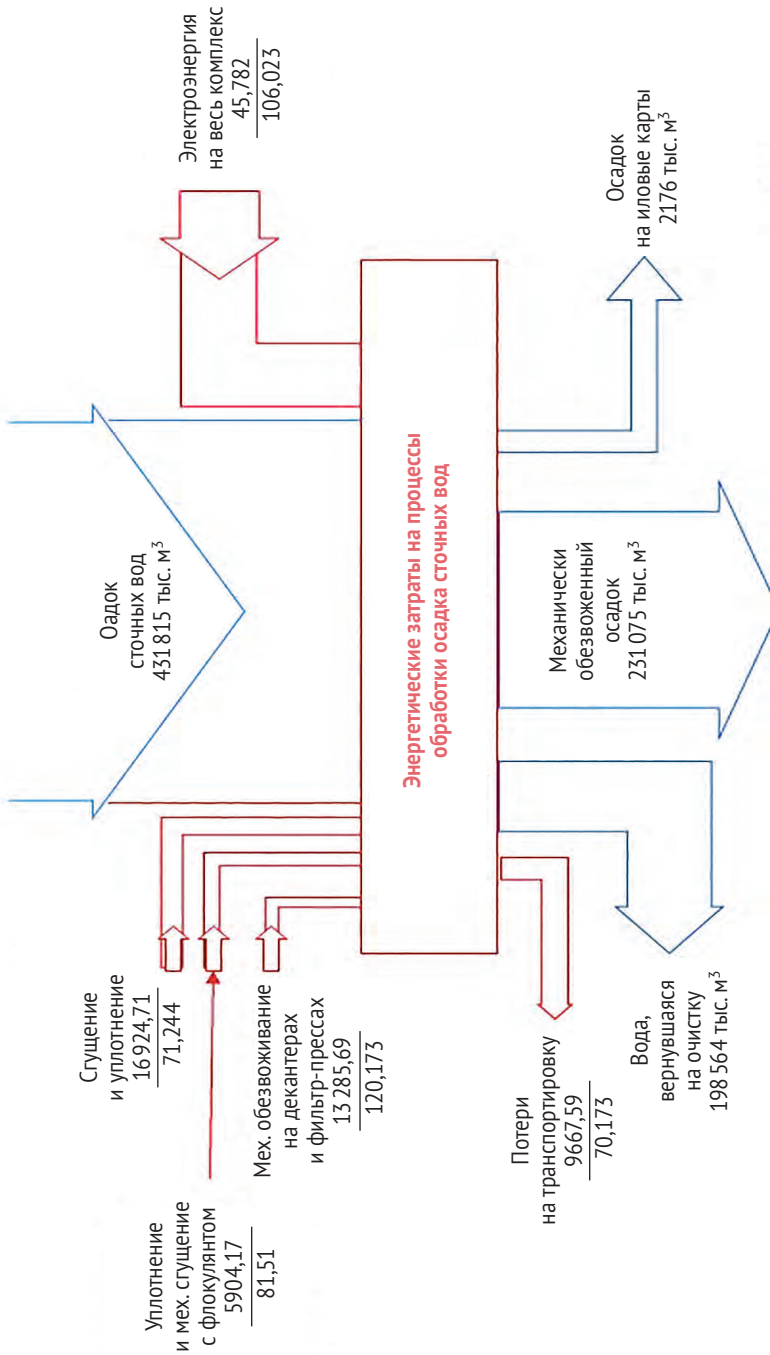 Электроэнергия
на весь комплекс
45,782
106,023
Оадок
сточных вод
431 815 тыс. м³
Сгущение
и уплотнение
16 924,71
71,244
Уплотнение
и мех. сгущение
с флокулянтом
5904,17
81,51
Мех. обезвоживание
на декантерах
и фильтр-прессах
13 285,69
120,173
Энергетические затраты на процессы
обработки осадка сточных вод
Потери
на транспортировку
9667,59
70,173
Вода,
вернувшаяся
на очистку
198 564 тыс. м³
Механически
обезвоженный
осадок
231 075 тыс. м³
Осадок
на иловые карты
2176 тыс. м³